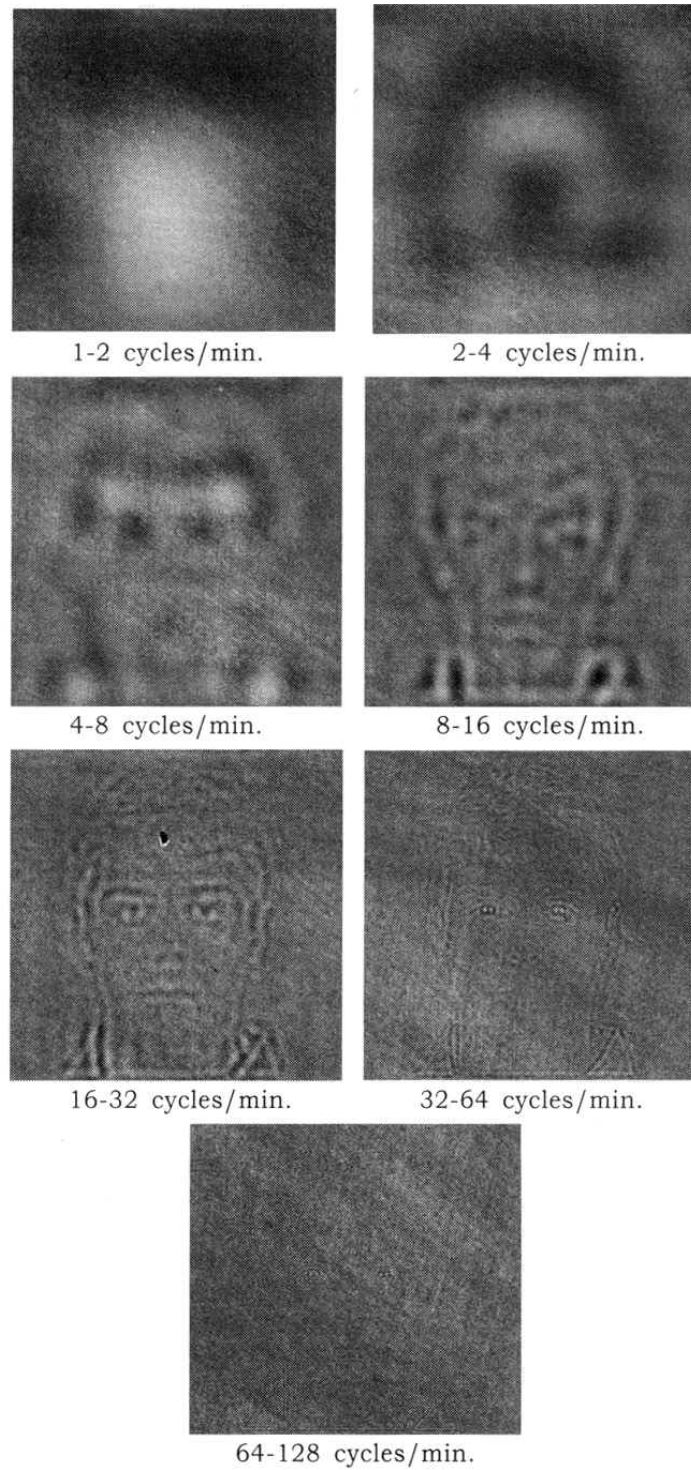 1-2 cycles/min.
2-4 cycles/min.
4-8 cycles/min.
8-16 cycles/min.
16-32 cycles/min.
32-64 cycles/min.
64-128 cycles/min.